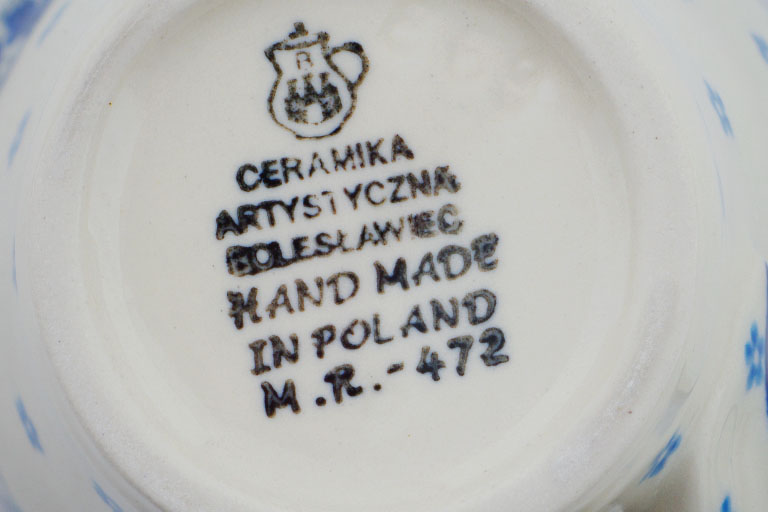 R
CERAMIKA
ARTYSTYCZNA
BOLESŁAWIEC
HAND MADE
IN POLAND
M.R.-472